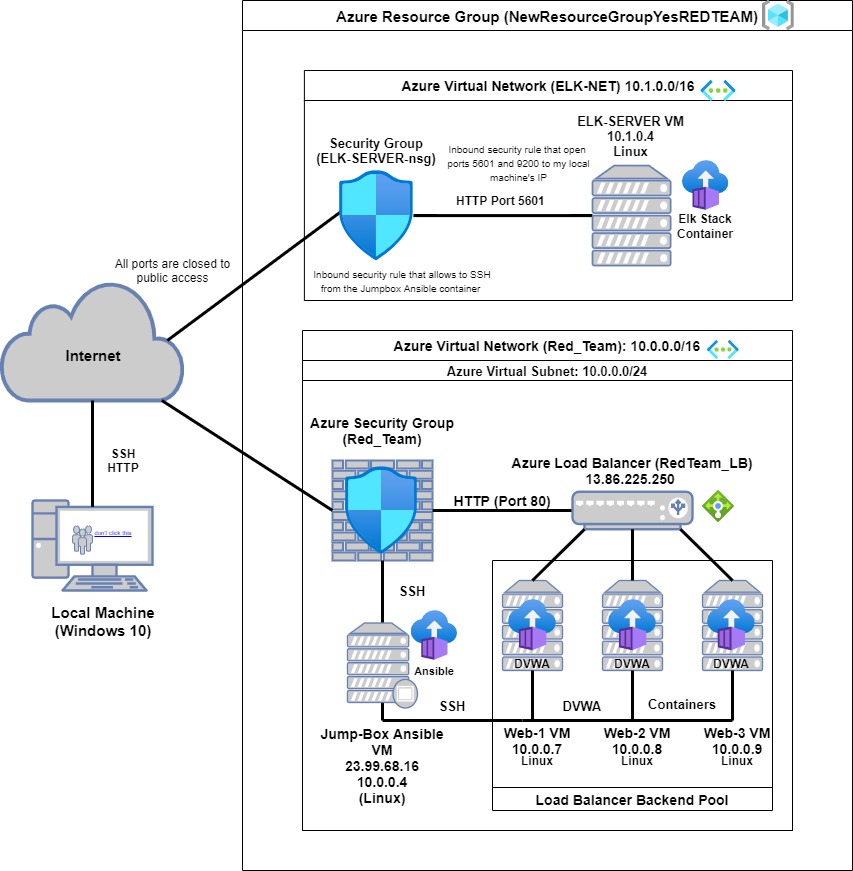 Azure Resource Group (NewResourceGroupYesREDTEAM)
Azure Virtual Network (ELK-NET) 10.1.0.0/16
ELK-SERVER VM
10.1.0.4
Linux
Security Group
(ELK-SERVER-nsg)
Inbound security rule that open
ports 5601 and 9200 to my local
machine's IP
HTTP Port 5601
Elk Stack
Container
All ports are closed to
public access
Inbound security rule that allows to SSH
from the Jumpbox Ansible container
Internet
Azure Virtual Network (Red_Team): 10.0.0.0/16
Azure Virtual Subnet: 10.0.0.0/24
Azure Security Group
(Red_Team)
Azure Load Balancer (RedTeam_LB)
13.86.225.250
SSH
HTTP
HTTP (Port 80)
don't click this
Local Machine
(Windows 10)
SSH
Ansible
DVWA
DVWA
DVWA
SSH
DVWA
Containers
Jump-Box Ansible
VM
23.99.68.16
10.0.0.4
(Linux)
Web-1 VM
10.0.0.7
Linux
Web-2 VM
10.0.0.8
Linux
Web-3 VM
10.0.0.9
Linux
Load Balancer Backend Pool